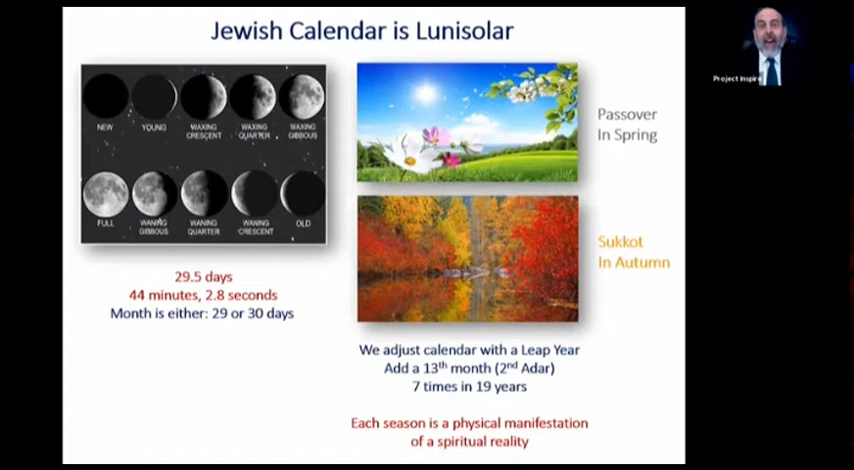 Jewish Calendar is Lunisolar
NEW
YOUNG
WAXING
CRESCENT
WAXING
QUARTER
WAXING
GIBBOUS
FULL
WANING
GIBBOUS
WANING
QUARTER
WANING
CRESCENT
OLD
29.5 days
44 minutes, 2.8 seconds
Month is either: 29 or 30 days
Passover
In Spring
Sukkot
In Autumn
We adjust calendar with a Leap Year
Add a 13th month (2nd Adar)
7 times in 19 years
Each season is a physical manifestation
of a spiritual reality
Project Inspire